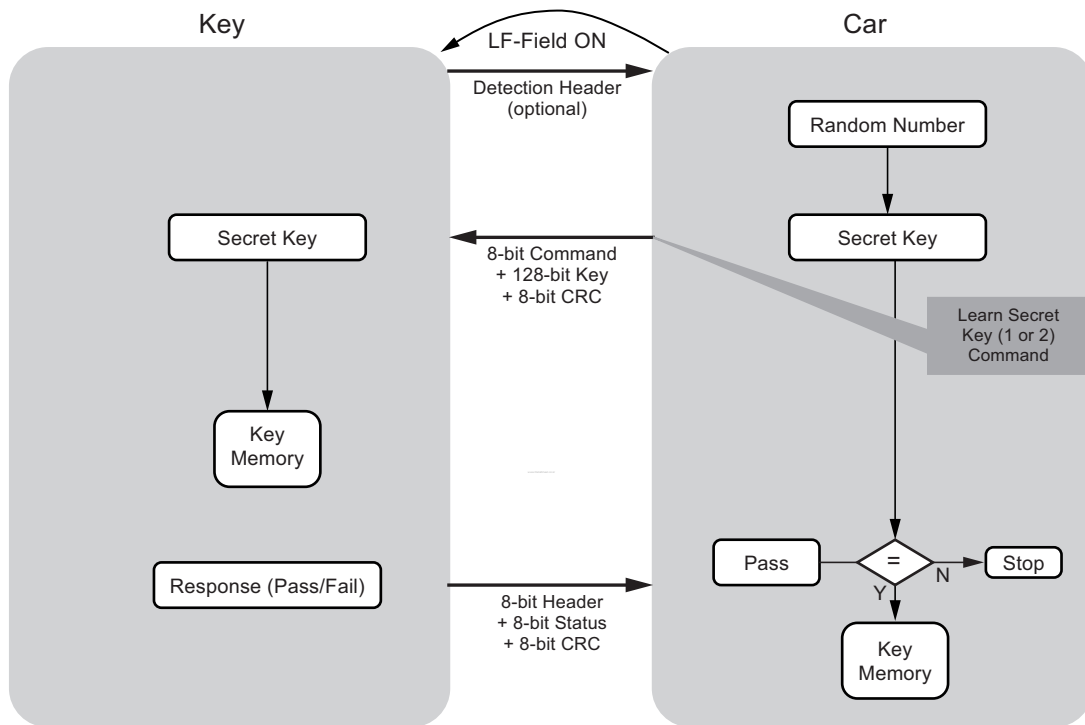 Key
Car
LF-Field ON
Detection Header
(optional)
Random Number
Secret Key
8-bit Command
+ 128-bit Key
+ 8-bit CRC
Secret Key
Learn Secret
Key (1 or 2)
Command
Key
Memory
Response (Pass/Fail)
8-bit Header
+ 8-bit Status
+ 8-bit CRC
Pass
=
N
Stop
Y
Key
Memory